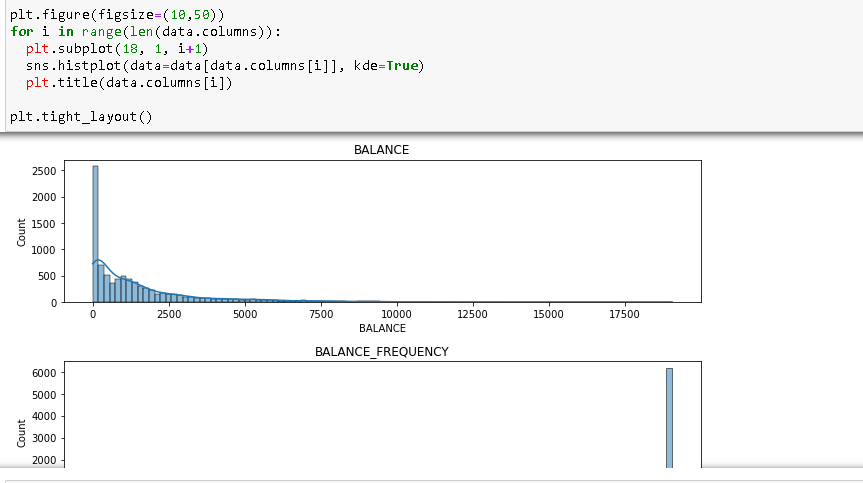 plt.figure(figsize=(10,50))
for i in range(len(data.columns)):
  plt.subplot(18, 1, i+1)
  sns.histplot(data=data[data.columns[i]], kde=True)
  plt.title(data.columns[i])
plt.tight_layout()
BALANCE
2500
2000
1500
1000
500
0
Count
0 2500 5000 7500 10000 12500 15000 17500
BALANCE
BALANCE_FREQUENCY
6000
5000
4000
3000
2000
Count